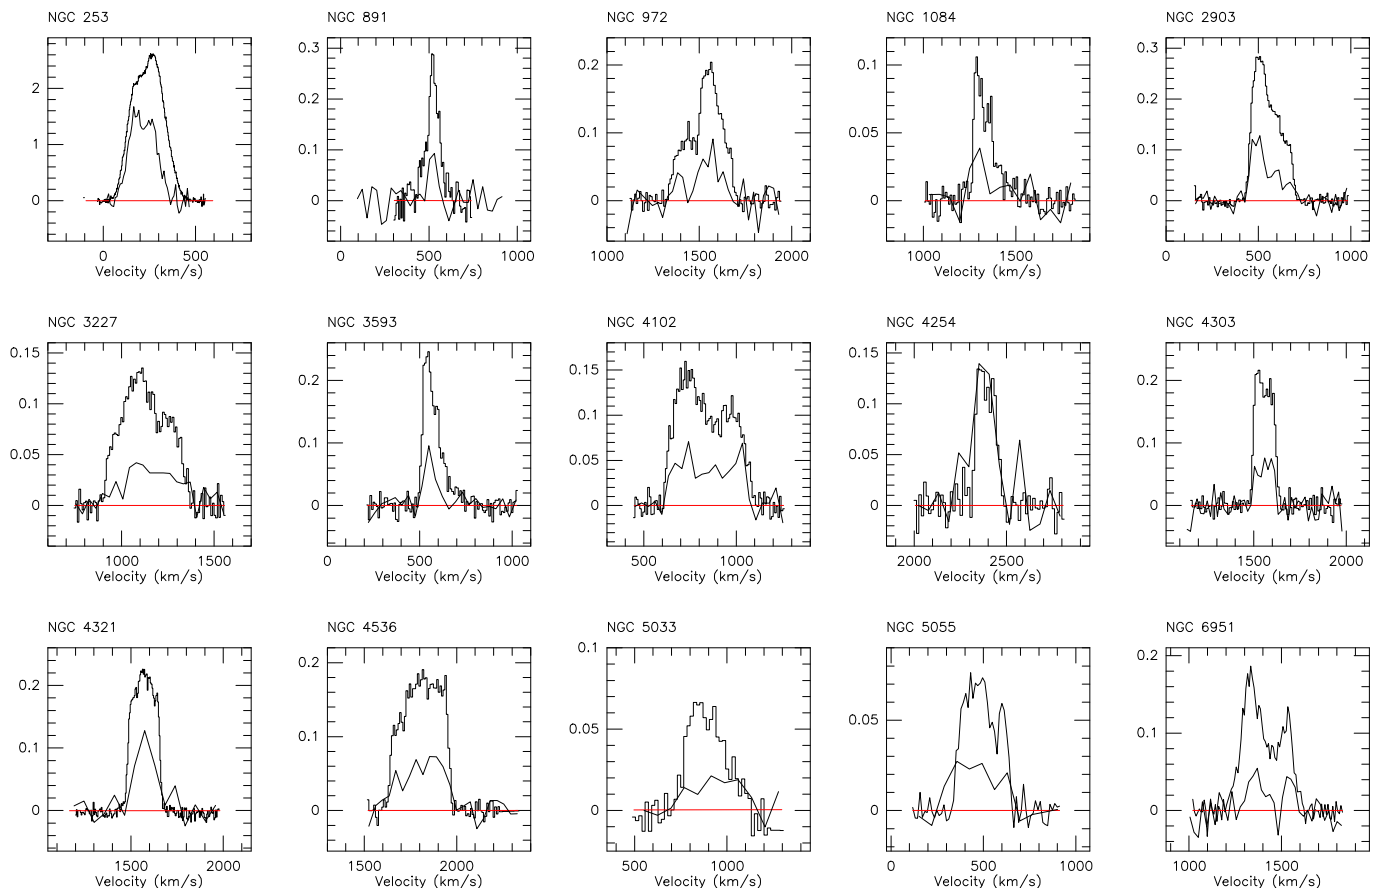 NGC 253 NGC 891 NGC 972 NGC 1084 NGC 2903
2 1 0
0 500
Velocity (km/s)
0.3 0.2 0.1 0
0 500 1000
Velocity (km/s)
0.2 0.1 0
1000 1500 2000
Velocity (km/s)
0.1 0.05 0
1000 1500
Velocity (km/s)
0.3 0.2 0.1 0
0 500 1000
Velocity (km/s)
NGC 3227 NGC 3593 NGC 4102 NGC 4254 NGC 4303
0.15 0.1 0.05 0
1000 1500
Velocity (km/s)
0.2 0.1 0
0 500 1000
Velocity (km/s)
0.15 0.1 0.05 0
500 1000
Velocity (km/s)
0.15 0.1 0.05 0
2000 2500
Velocity (km/s)
0.2 0.1 0
1500 2000
Velocity (km/s)
NGC 4321 NGC 4536 NGC 5033 NGC 5055 NGC 6951
0.2 0.1 0
1500 2000
Velocity (km/s)
0.2 0.1 0
1500 2000
Velocity (km/s)
0.1 0.05 0
500 1000
Velocity (km/s)
0.05 0
0 500 1000
Velocity (km/s)
0.2 0.1 0
1000 1500
Velocity (km/s)